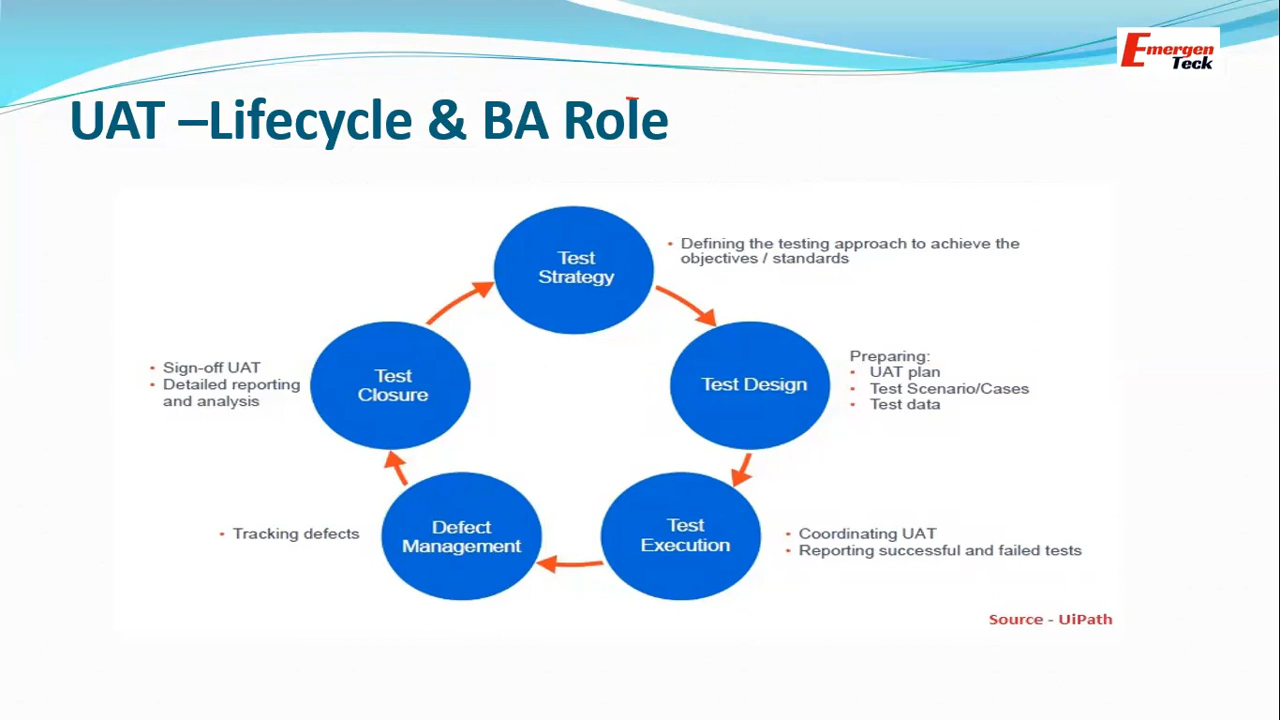 Emergen
Teck
UAT –Lifecycle & BA Role
Test
Strategy
• Defining the testing approach to achieve the
objectives / standards
Test Design
Preparing:
• UAT plan
• Test Scenario/Cases
• Test data
Test
Execution
• Coordinating UAT
• Reporting successful and failed tests
Defect
Management
• Tracking defects
Test
Closure
• Sign-off UAT
• Detailed reporting
and analysis
Source - UiPath